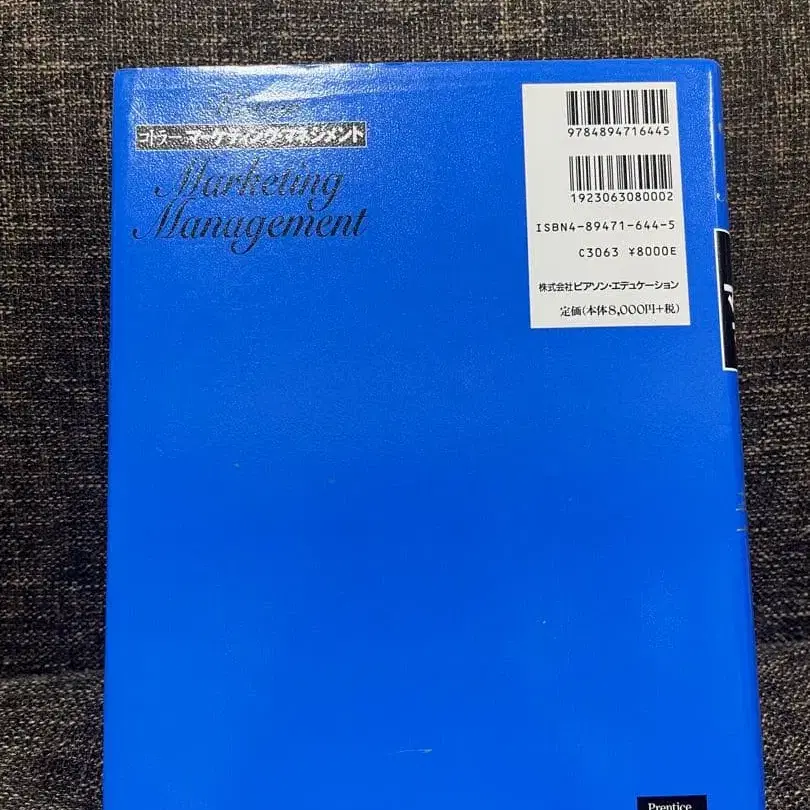 コトラー マーケティング・マネジメント
Marketing
Management
9784894716445
1923063080002
ISBN4-89471-644-5
C3063 ¥8000E
株式会社ピアソン・エデュケーション
定価(本体8,000円+税)
Prentice